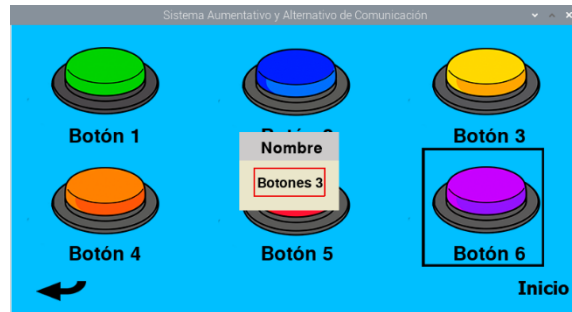 Sistema Aumentativo y Alternativo de Comunicación
Botón 1
Botón 3
Nombre
Botones 3
Botón 4
Botón 5
Botón 6
Inicio